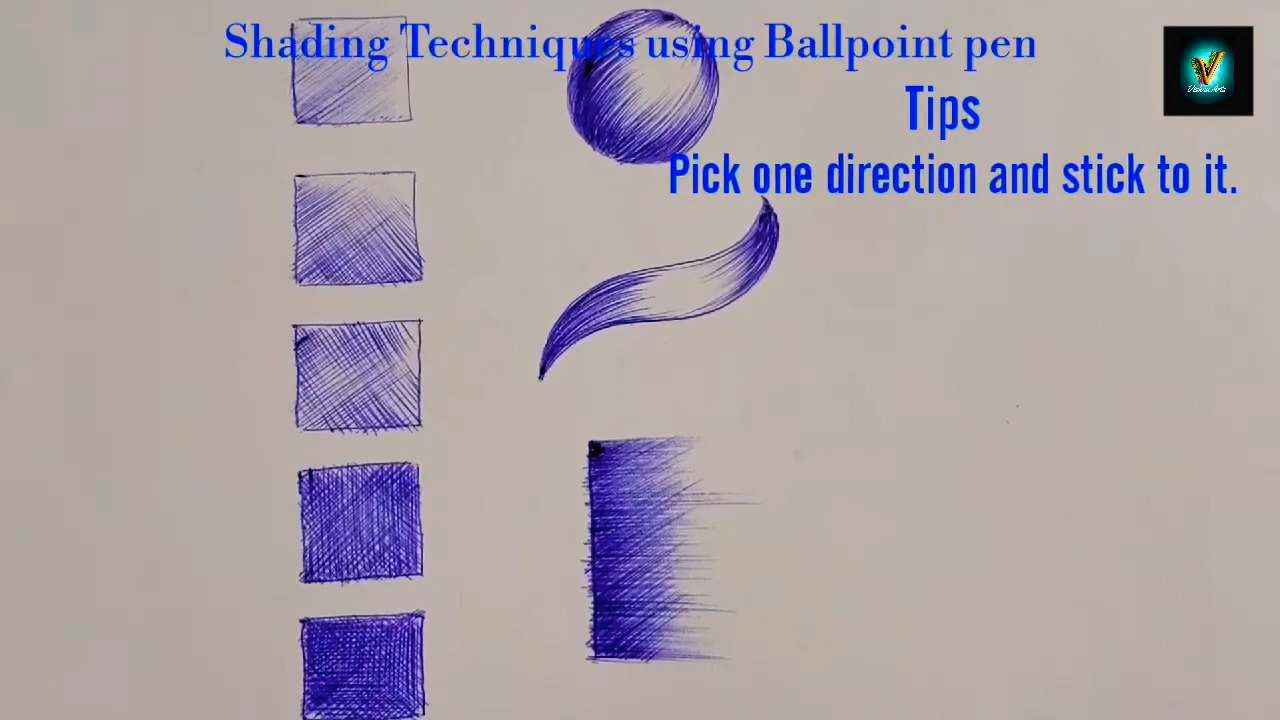 Shading Techniques using Ballpoint pen
Tips
Pick one direction and stick to it.